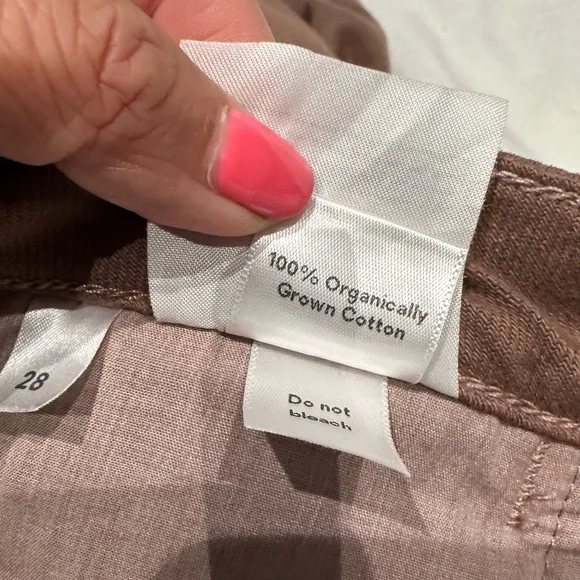 100% Organically
Grown Cotton
28
Do not
bleach